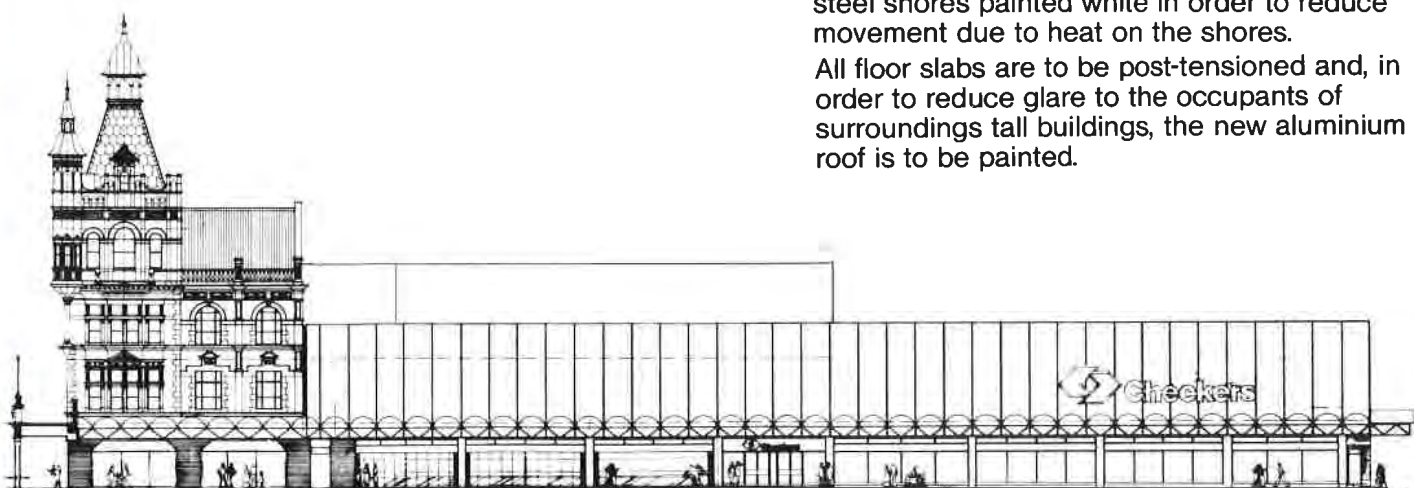 steel shores painted white in order to reduce
movement due to heat on the shores.
All floor slabs are to be post-tensioned and, in
order to reduce glare to the occupants of
surroundings tall buildings, the new aluminium
roof is to be painted.
Checkers